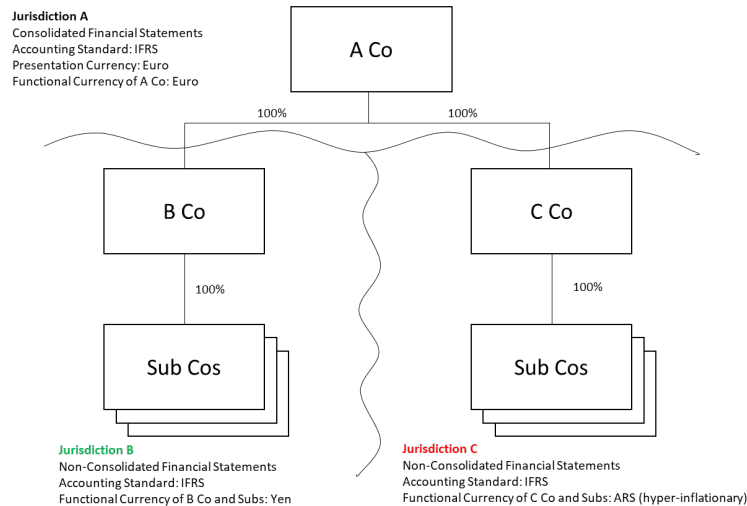 Jurisdiction A
Consolidated Financial Statements
Accounting Standard: IFRS
Presentation Currency: Euro
Functional Currency of A Co: Euro
A Co
100%
100%
B Co
C Co
100%
100%
Sub Cos
Sub Cos
Jurisdiction B
Non-Consolidated Financial Statements
Accounting Standard: IFRS
Functional Currency of B Co and Subs: Yen
Jurisdiction C
Non-Consolidated Financial Statements
Accounting Standard: IFRS
Functional Currency of C Co and Subs: ARS (hyper-inflationary)